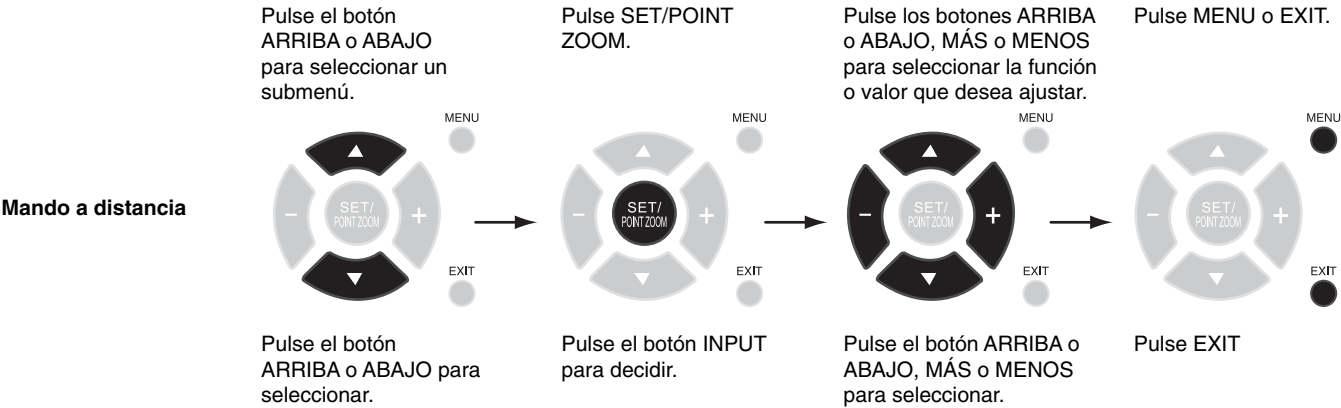 Pulse el botón
ARRIBA o ABAJO
para seleccionar un
submenú.
Pulse SET/POINT
ZOOM.
Pulse los botones ARRIBA
o ABAJO, MÁS o MENOS
para seleccionar la función
o valor que desea ajustar.
Pulse MENU o EXIT.
Mando a distancia
MENU
-
SET/
POINT ZOOM
+
EXIT
MENU
-
SET/
POINT ZOOM
+
EXIT
MENU
-
SET/
POINT ZOOM
+
EXIT
MENU
-
SET/
POINT ZOOM
+
EXIT
Pulse el botón
ARRIBA o ABAJO para
seleccionar.
Pulse el botón INPUT
para decidir.
Pulse el botón ARRIBA o
ABAJO, MÁS o MENOS
para seleccionar.
Pulse EXIT